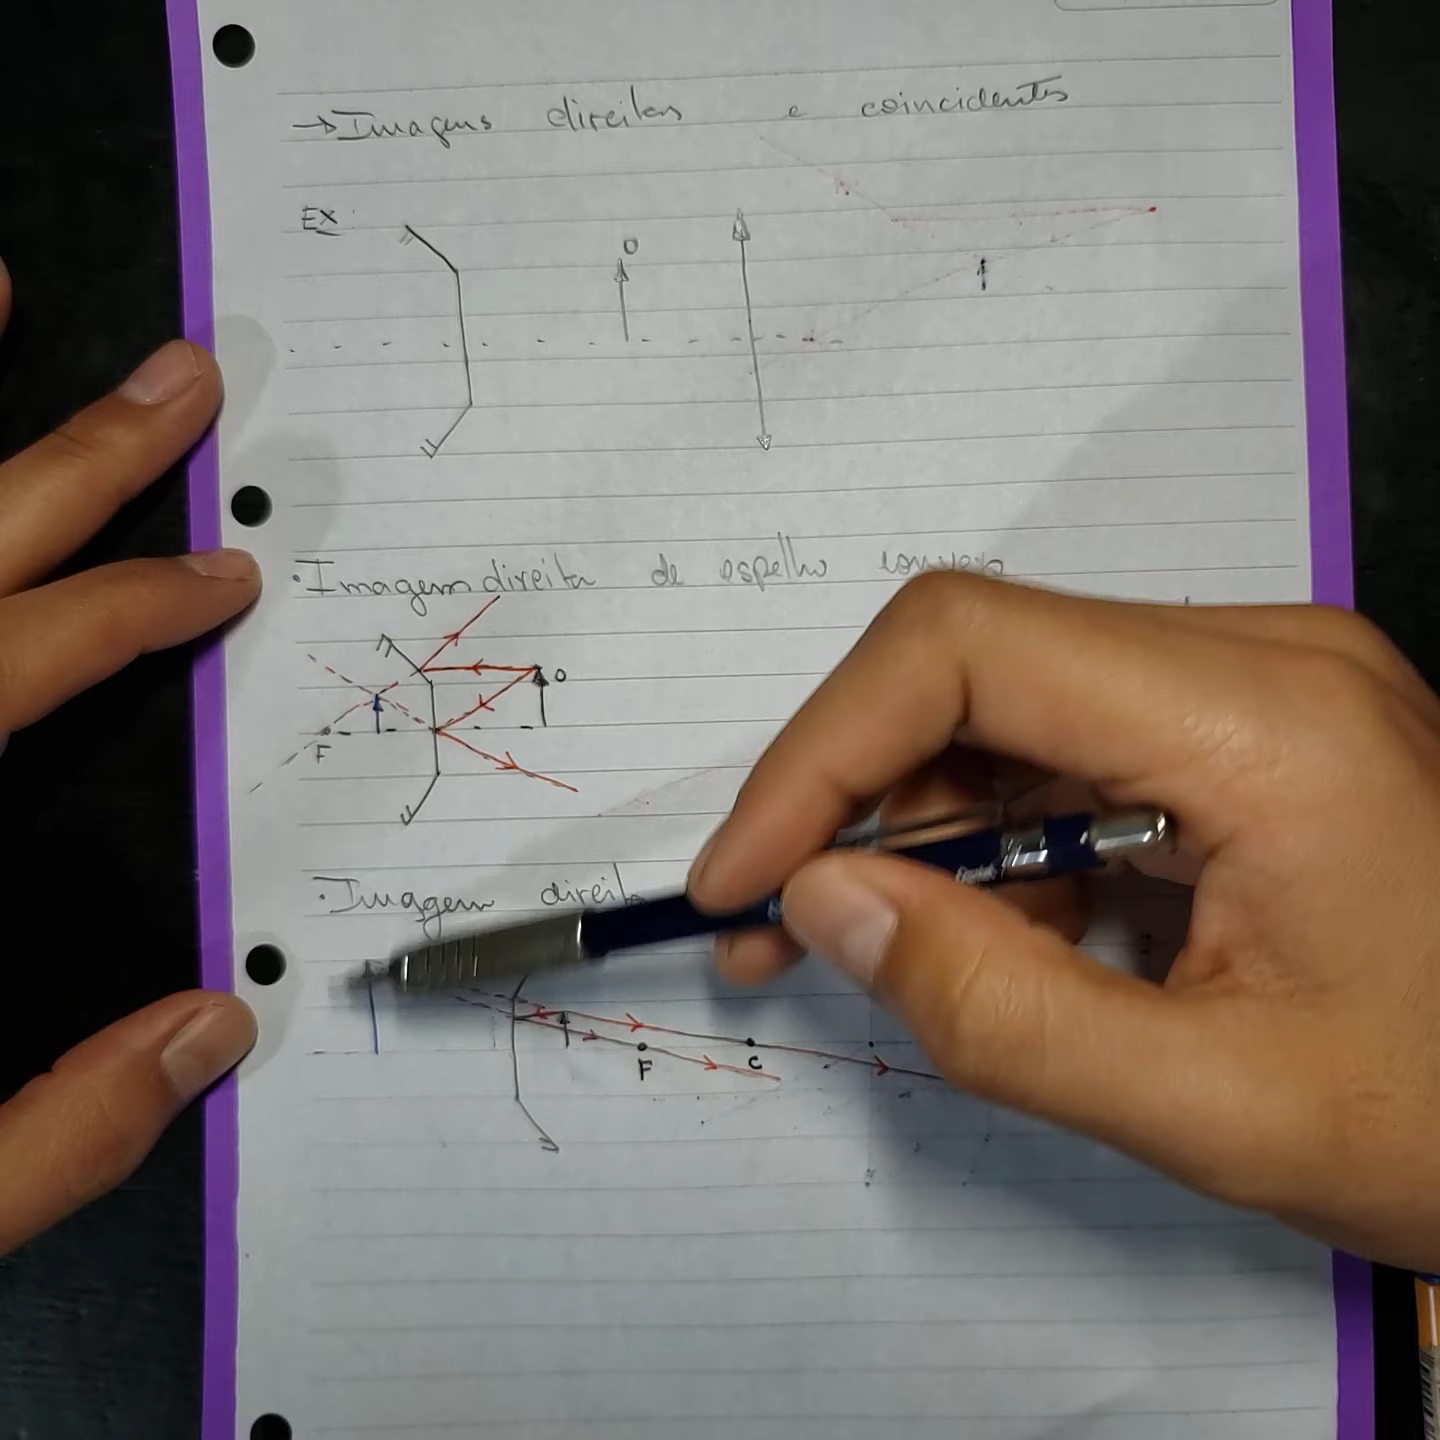 → Imagens direitas e coincidentes
Ex:
O
• Imagem direita de espelho convexo
O
F
• Imagem direita
F
C